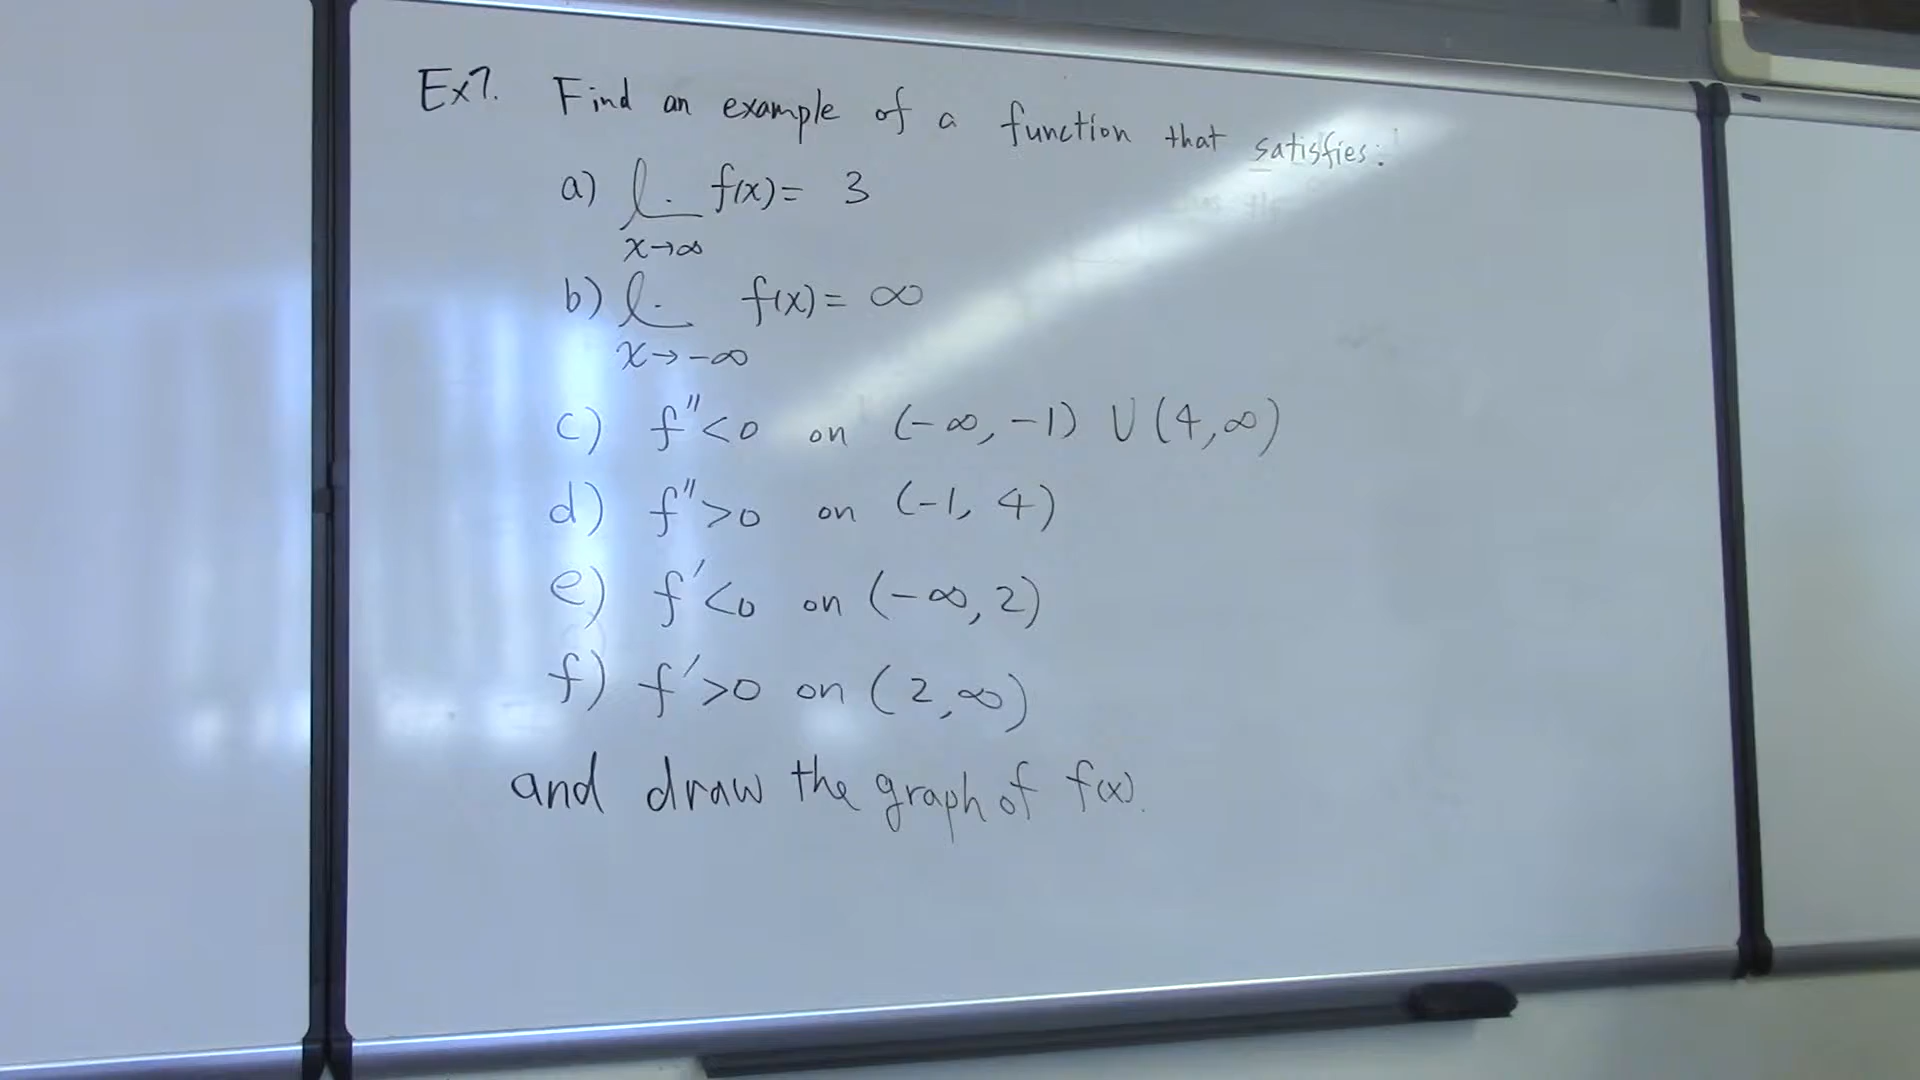 Ex7. Find an example of a function that satisfies:
a) l. f(x) = 3
x→∞
b) l. f(x) = ∞
x→-∞
c) f''<0 on (-∞, -1) U (4,∞)
d) f''>0 on (-1, 4)
e) f'<0 on (-∞, 2)
f) f'>0 on (2,∞)
and draw the graph of f(x).